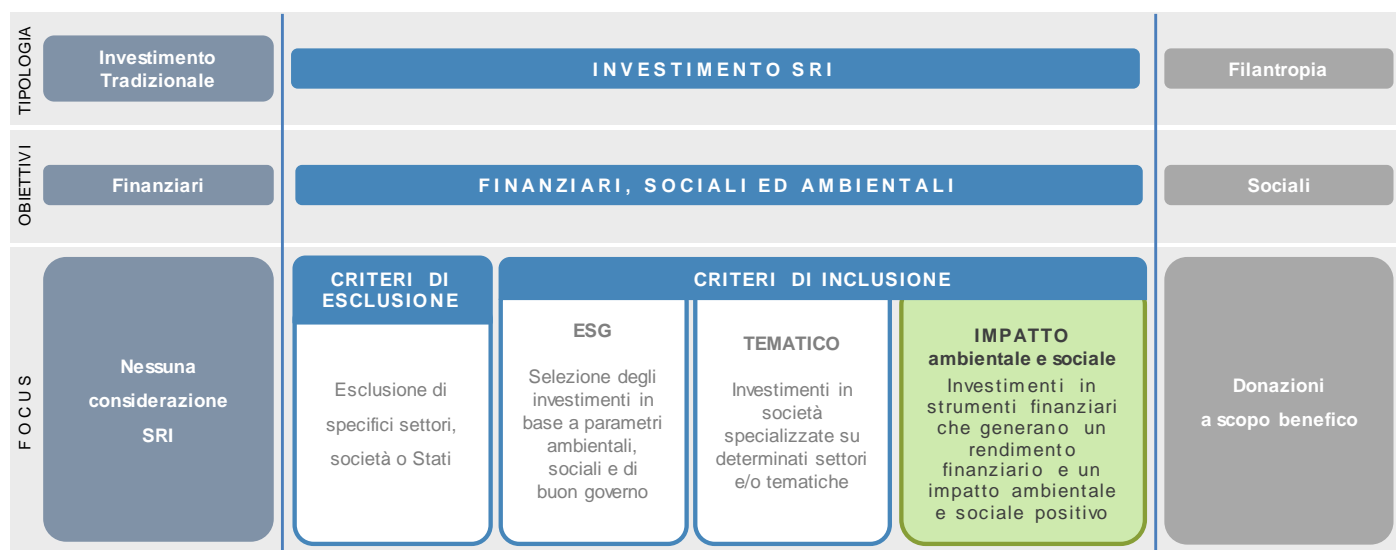 TIPOLOGIA
Investimento
Tradizionale
INVESTIMENTO SRI
Filantropia
OBIETTIVI
Finanziari
FINANZIARI, SOCIALI ED AMBIENTALI
Sociali
FOCUS
Nessuna
considerazione
SRI
CRITERI DI
ESCLUSIONE
Esclusione di
specifici settori,
società o Stati
CRITERI DI INCLUSIONE
ESG
Selezione degli
investimenti in
base a parametri
ambientali,
sociali e di
buon governo
TEMATICO
Investimenti in
società
specializzate su
determinati settori
e/o tematiche
IMPATTO
ambientale e sociale
Investimenti in
strumenti finanziari
che generano un
rendimento
finanziario e un
impatto ambientale
e sociale positivo
Donazioni
a scopo benefico